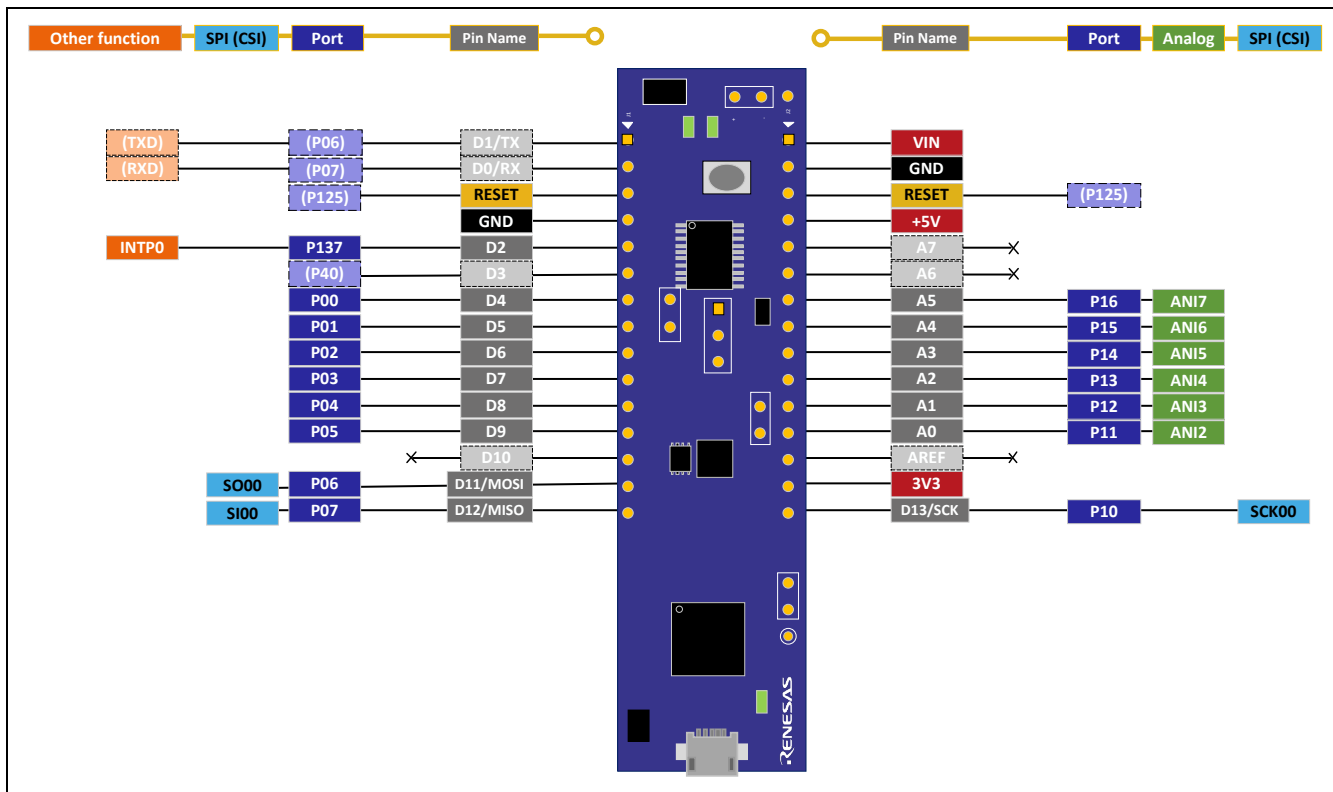 Other function SPI (CSI) Port Pin Name Pin Name Port Analog SPI (CSI)
J1 J2
(TXD) (P06) D1/TX VIN
(RXD) (P07) D0/RX GND
(P125) RESET RESET (P125)
GND +5V
INTP0 P137 D2 A7
(P40) D3 A6
P00 D4 A5 P16 ANI7
P01 D5 A4 P15 ANI6
P02 D6 A3 P14 ANI5
P03 D7 A2 P13 ANI4
P04 D8 A1 P12 ANI3
P05 D9 A0 P11 ANI2
D10 AREF
SO00 P06 D11/MOSI 3V3
SI00 P07 D12/MISO D13/SCK P10 SCK00
RENESAS